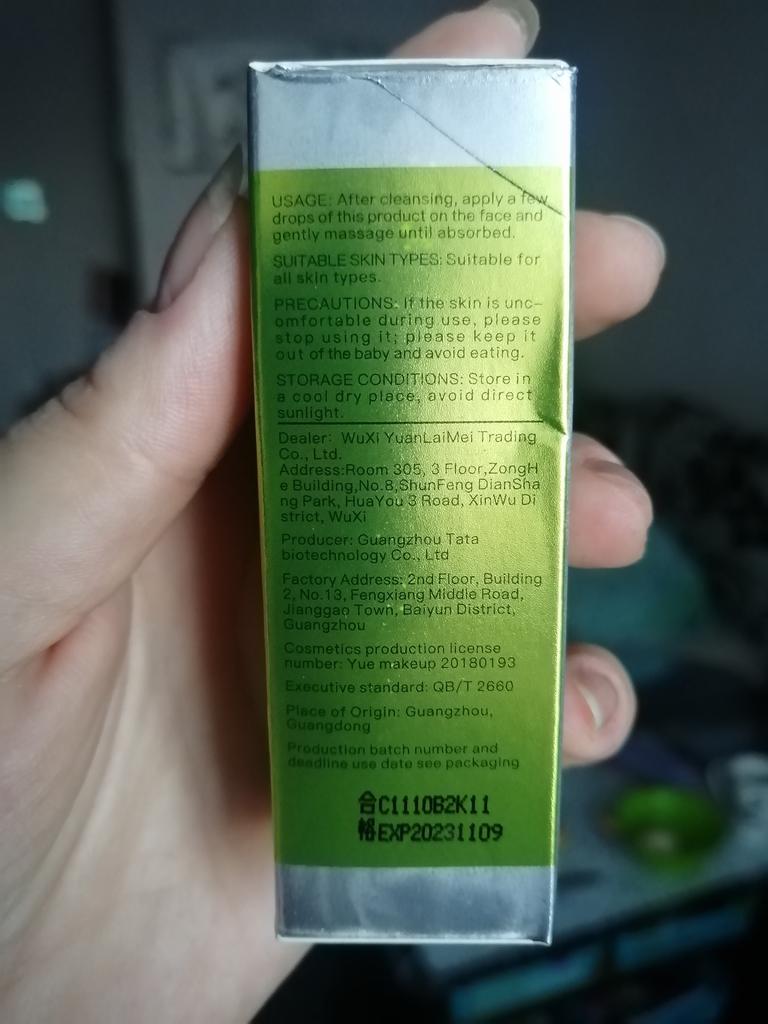 USAGE: After cleansing, apply a few
drops of this product on the face and
gently massage until absorbed.
SUITABLE SKIN TYPES: Suitable for
all skin types.
PRECAUTIONS: If the skin is unc-
omfortable during use, please
stop using it; please keep it
out of the baby and avoid eating.
STORAGE CONDITIONS: Store in
a cool dry place, avoid direct
sunlight.
Dealer: WuXi YuanLaiMei Trading
Co., Ltd.
Address:Room 305, 3 Floor,ZongH
e Building,No.8,ShunFeng DianSha
ng Park, HuaYou 3 Road, XinWu Di
strict, WuXi
Producer: Guangzhou Tata
biotechnology Co., Ltd
Factory Address: 2nd Floor, Building
2, No.13, Fengxiang Middle Road,
Jianggao Town, Baiyun District,
Guangzhou
Cosmetics production license
number: Yue makeup 20180193
Executive standard: QB/T 2660
Place of Origin: Guangzhou,
Guangdong
Production batch number and
deadline use date see packaging
合C1110B2K11
格EXP20231109